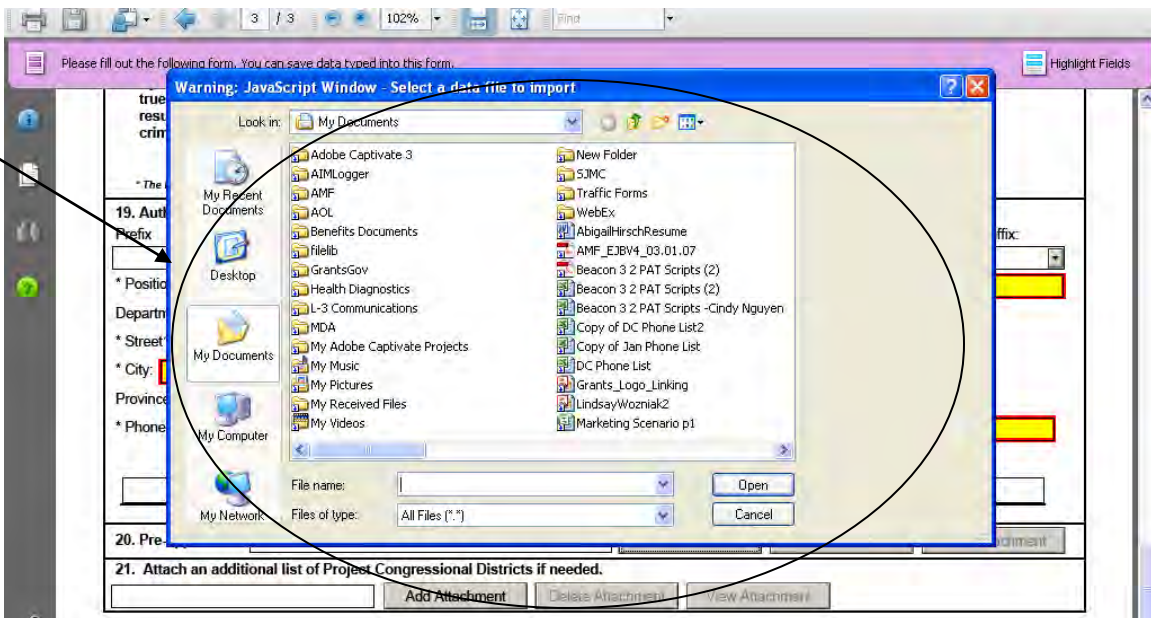 3 / 3 102% Find
Please fill out the following form. You can save data typed into this form. Highlight Fields
true
resu
crim
* The
Warning: JavaScript Window - Select a data file to import
Look in: My Documents
My Recent Documents
Desktop
My Documents
My Computer
My Network
Adobe Captivate 3
AIMLogger
AMF
AOL
Benefits Documents
filelib
GrantsGov
Health Diagnostics
L-3 Communications
MDA
My Adobe Captivate Projects
My Music
My Pictures
My Received Files
My Videos
New Folder
SJMC
Traffic Forms
WebEx
AbigailHirschResume
AMF_EJBV4_03.01.07
Beacon 3 2 PAT Scripts (2)
Beacon 3 2 PAT Scripts (2)
Beacon 3 2 PAT Scripts -Cindy Nguyen
Copy of DC Phone List2
Copy of Jan Phone List
DC Phone List
Grants_Logo_Linking
LindsayWozniak2
Marketing Scenario p1
File name: Open
Files of type: All Files (*.*) Cancel
19. Auth
Prefix ffix:
* Positio
Departm
* Street
* City:
Province
* Phone
20. Pre- chment
21. Attach an additional list of Project Congressional Districts if needed.
Add Attachment Delete Attachment View Attachment